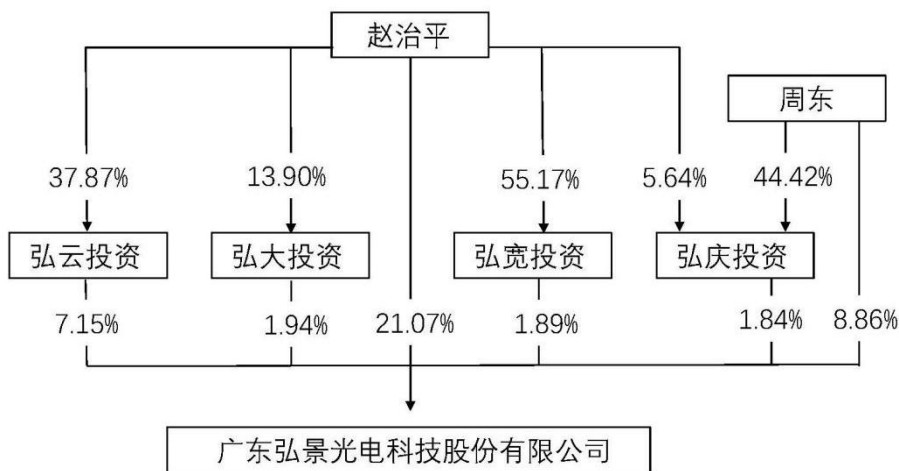 赵治平
周东
37.87%
13.90%
55.17%
5.64%
44.42%
弘云投资
弘大投资
弘宽投资
弘庆投资
7.15%
1.94%
21.07%
1.89%
1.84%
8.86%
广东弘景光电科技股份有限公司